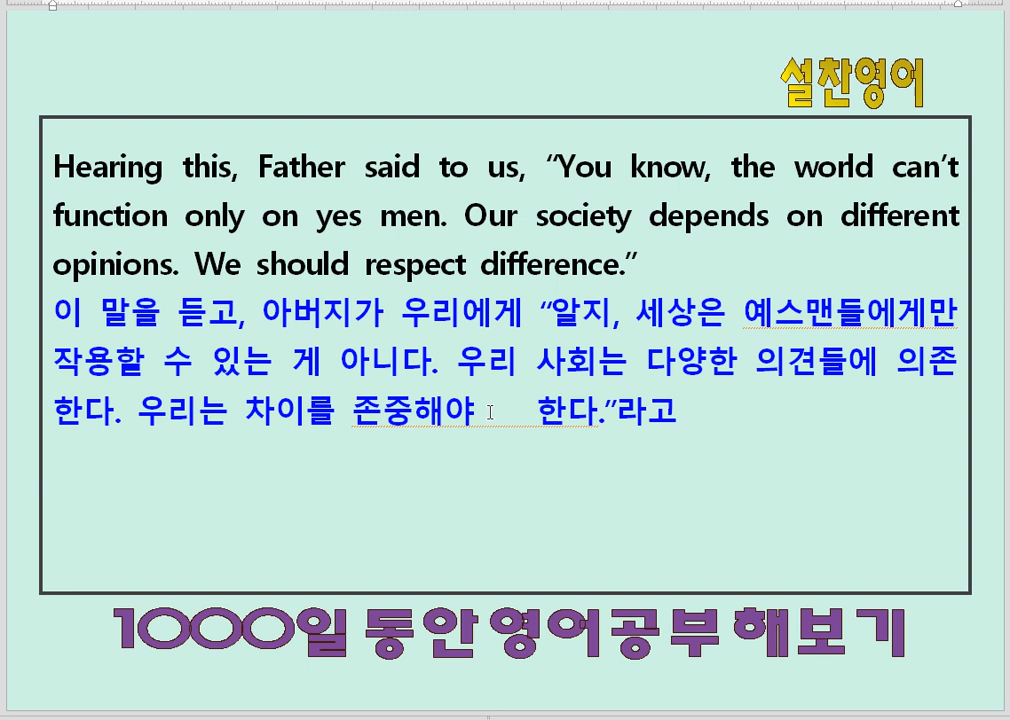 설찬영어
Hearing this, Father said to us, “You know, the world can’t
function only on yes men. Our society depends on different
opinions. We should respect difference.”
이 말을 듣고, 아버지가 우리에게 “알지, 세상은 예스맨들에게만
작용할 수 있는 게 아니다. 우리 사회는 다양한 의견들에 의존
한다. 우리는 차이를 존중해야 한다.”라고
1000일동안영어공부해보기